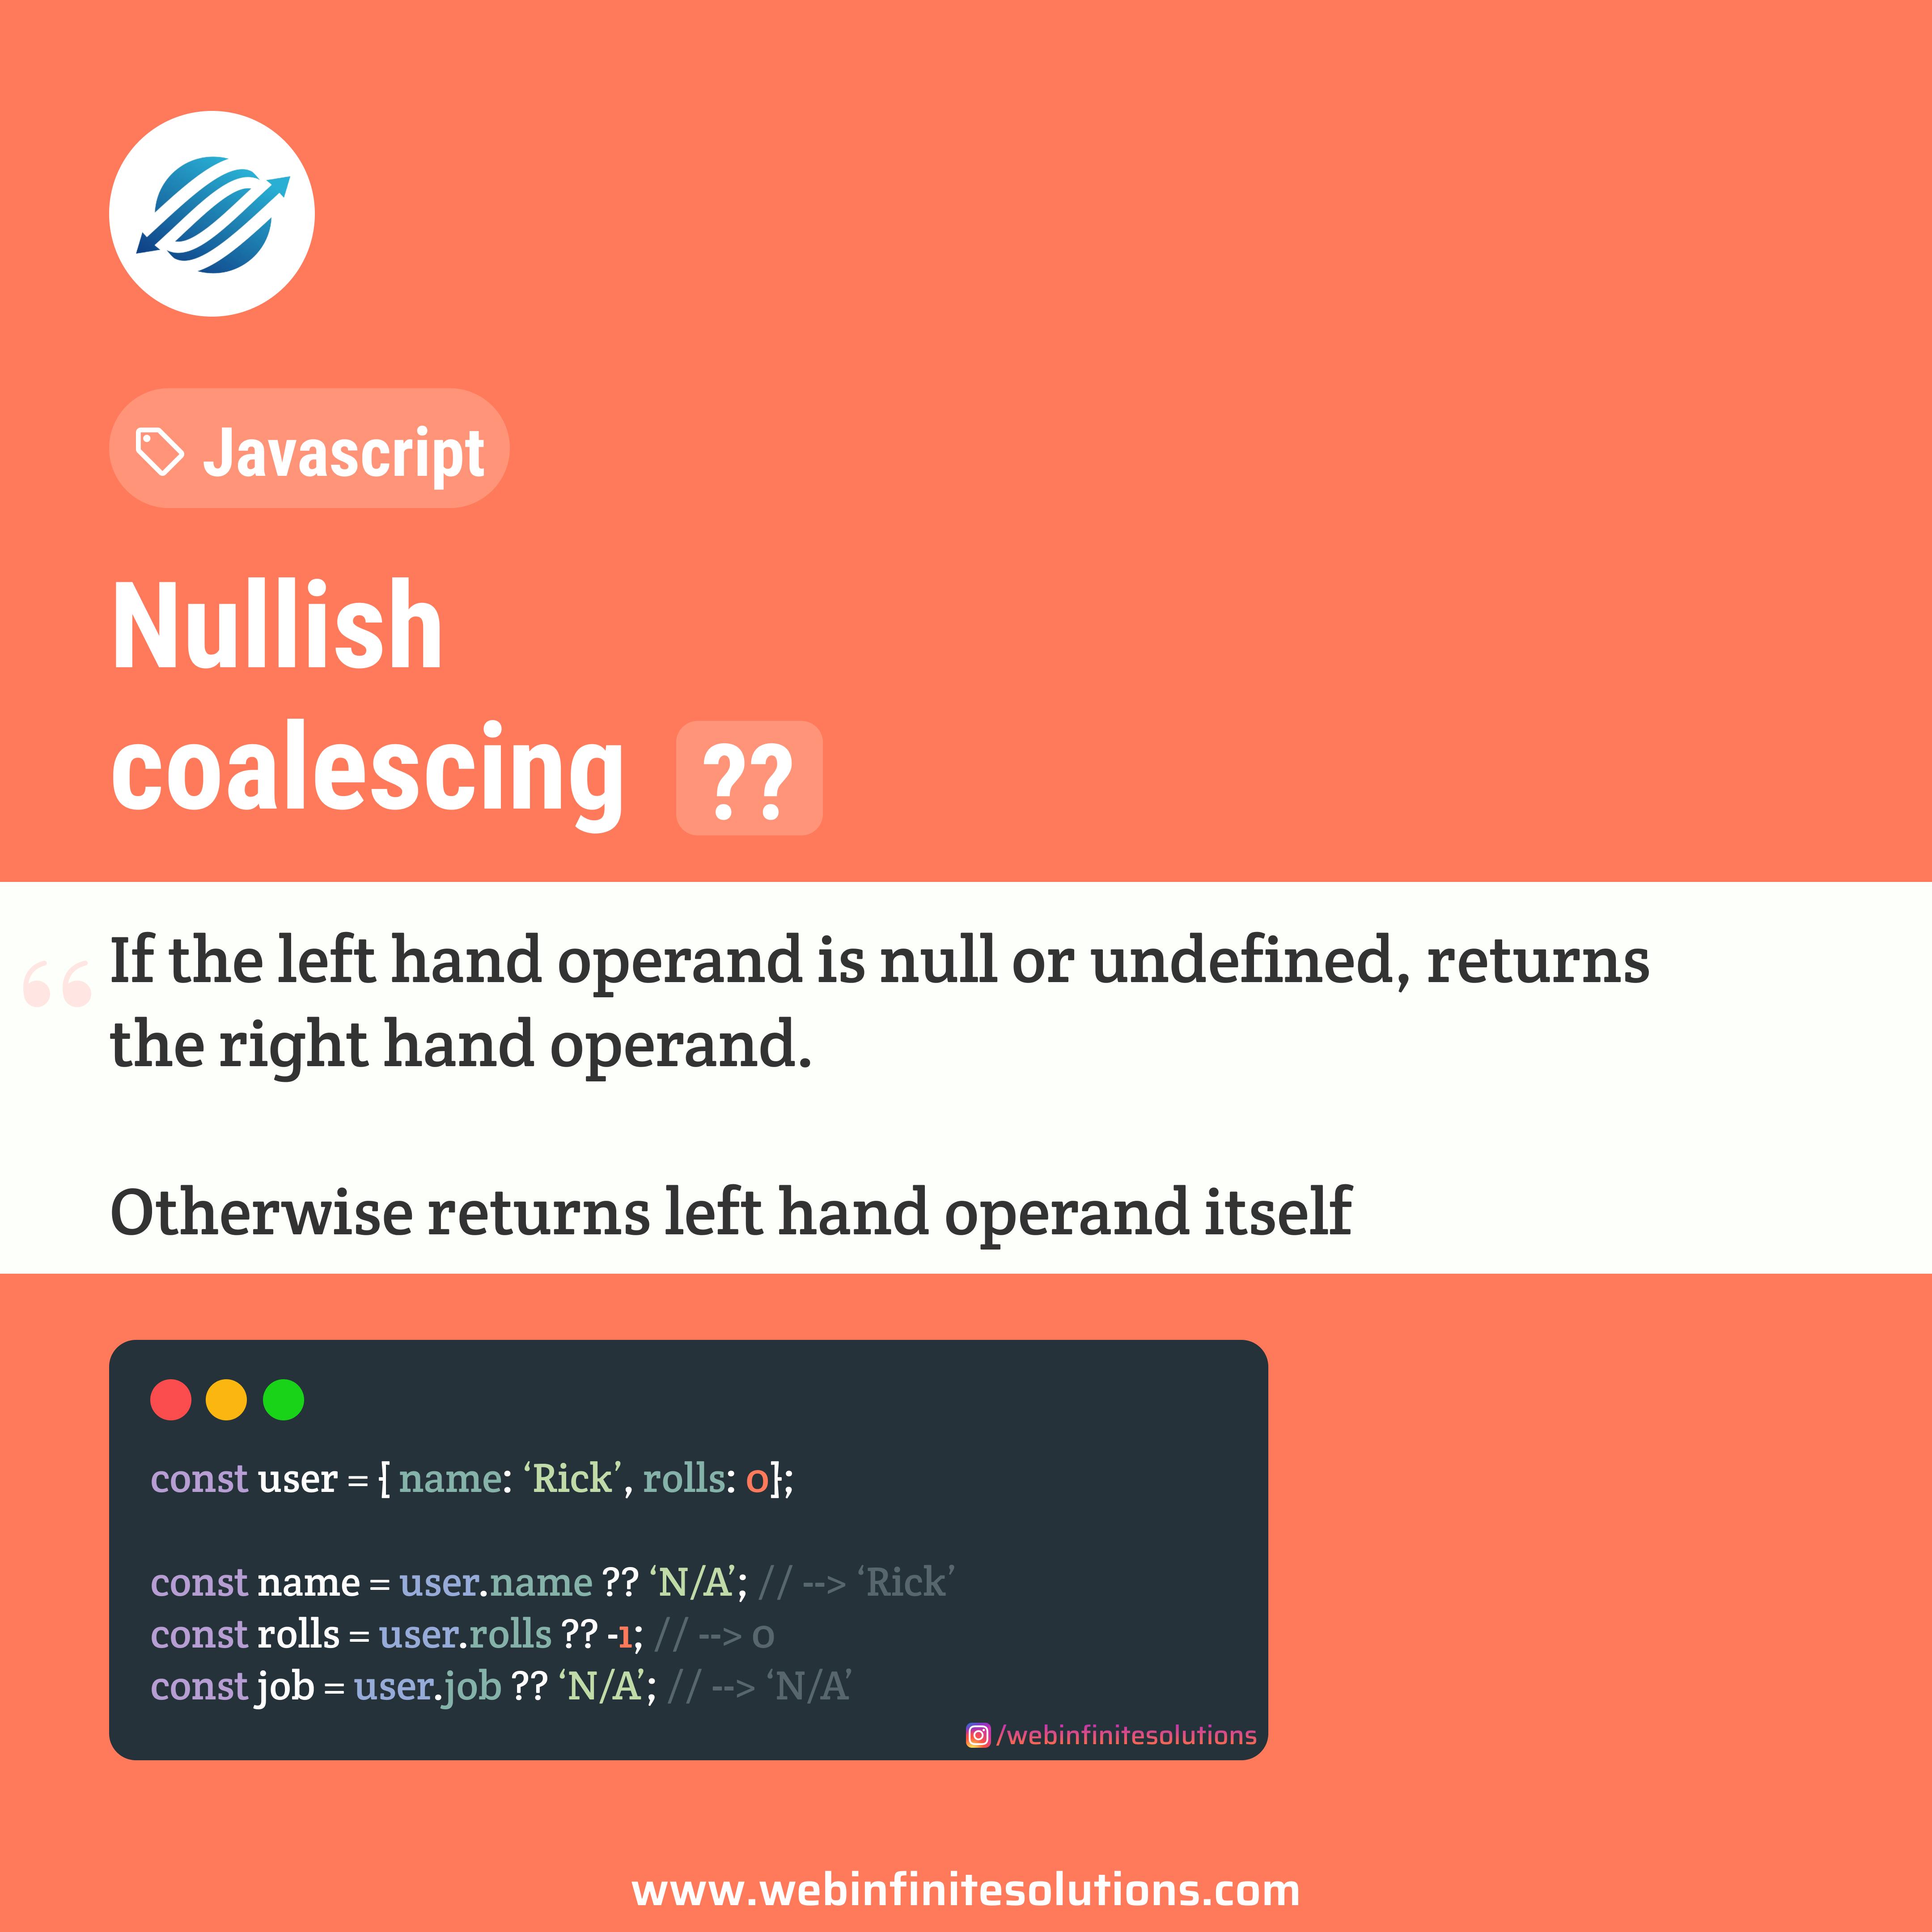 Javascript
Nullish
coalescing ??
“ If the left hand operand is null or undefined, returns
the right hand operand.
Otherwise returns left hand operand itself
const user = { name: ‘Rick’, rolls: 0};
const name = user.name ?? ‘N/A’; // --> ‘Rick’
const rolls = user.rolls ?? -1; // --> 0
const job = user.job ?? ‘N/A’; // --> ‘N/A’
/webinfinitesolutions
www.webinfinitesolutions.com